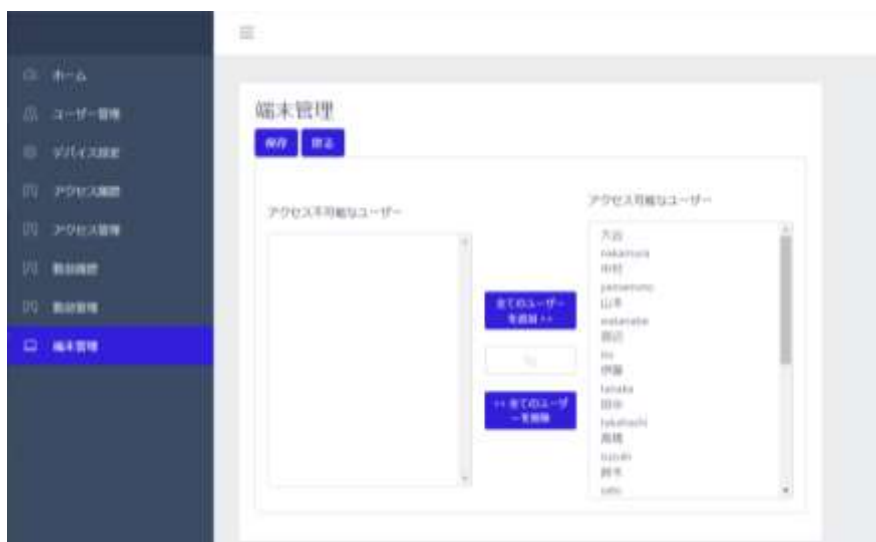 ホーム
ユーザー管理
デバイス設定
アクセス履歴
アクセス管理
勤怠履歴
勤怠管理
端末管理
端末管理
保存 戻る
アクセス不可能なユーザー
アクセス可能なユーザー
全てのユーザー
を追加 >>
<< 全てのユーザ
ーを削除
大谷
nakamura
中村
yamamoto
山本
watanabe
渡辺
ito
伊藤
tanaka
田中
takahashi
高橋
suzuki
鈴木
sato